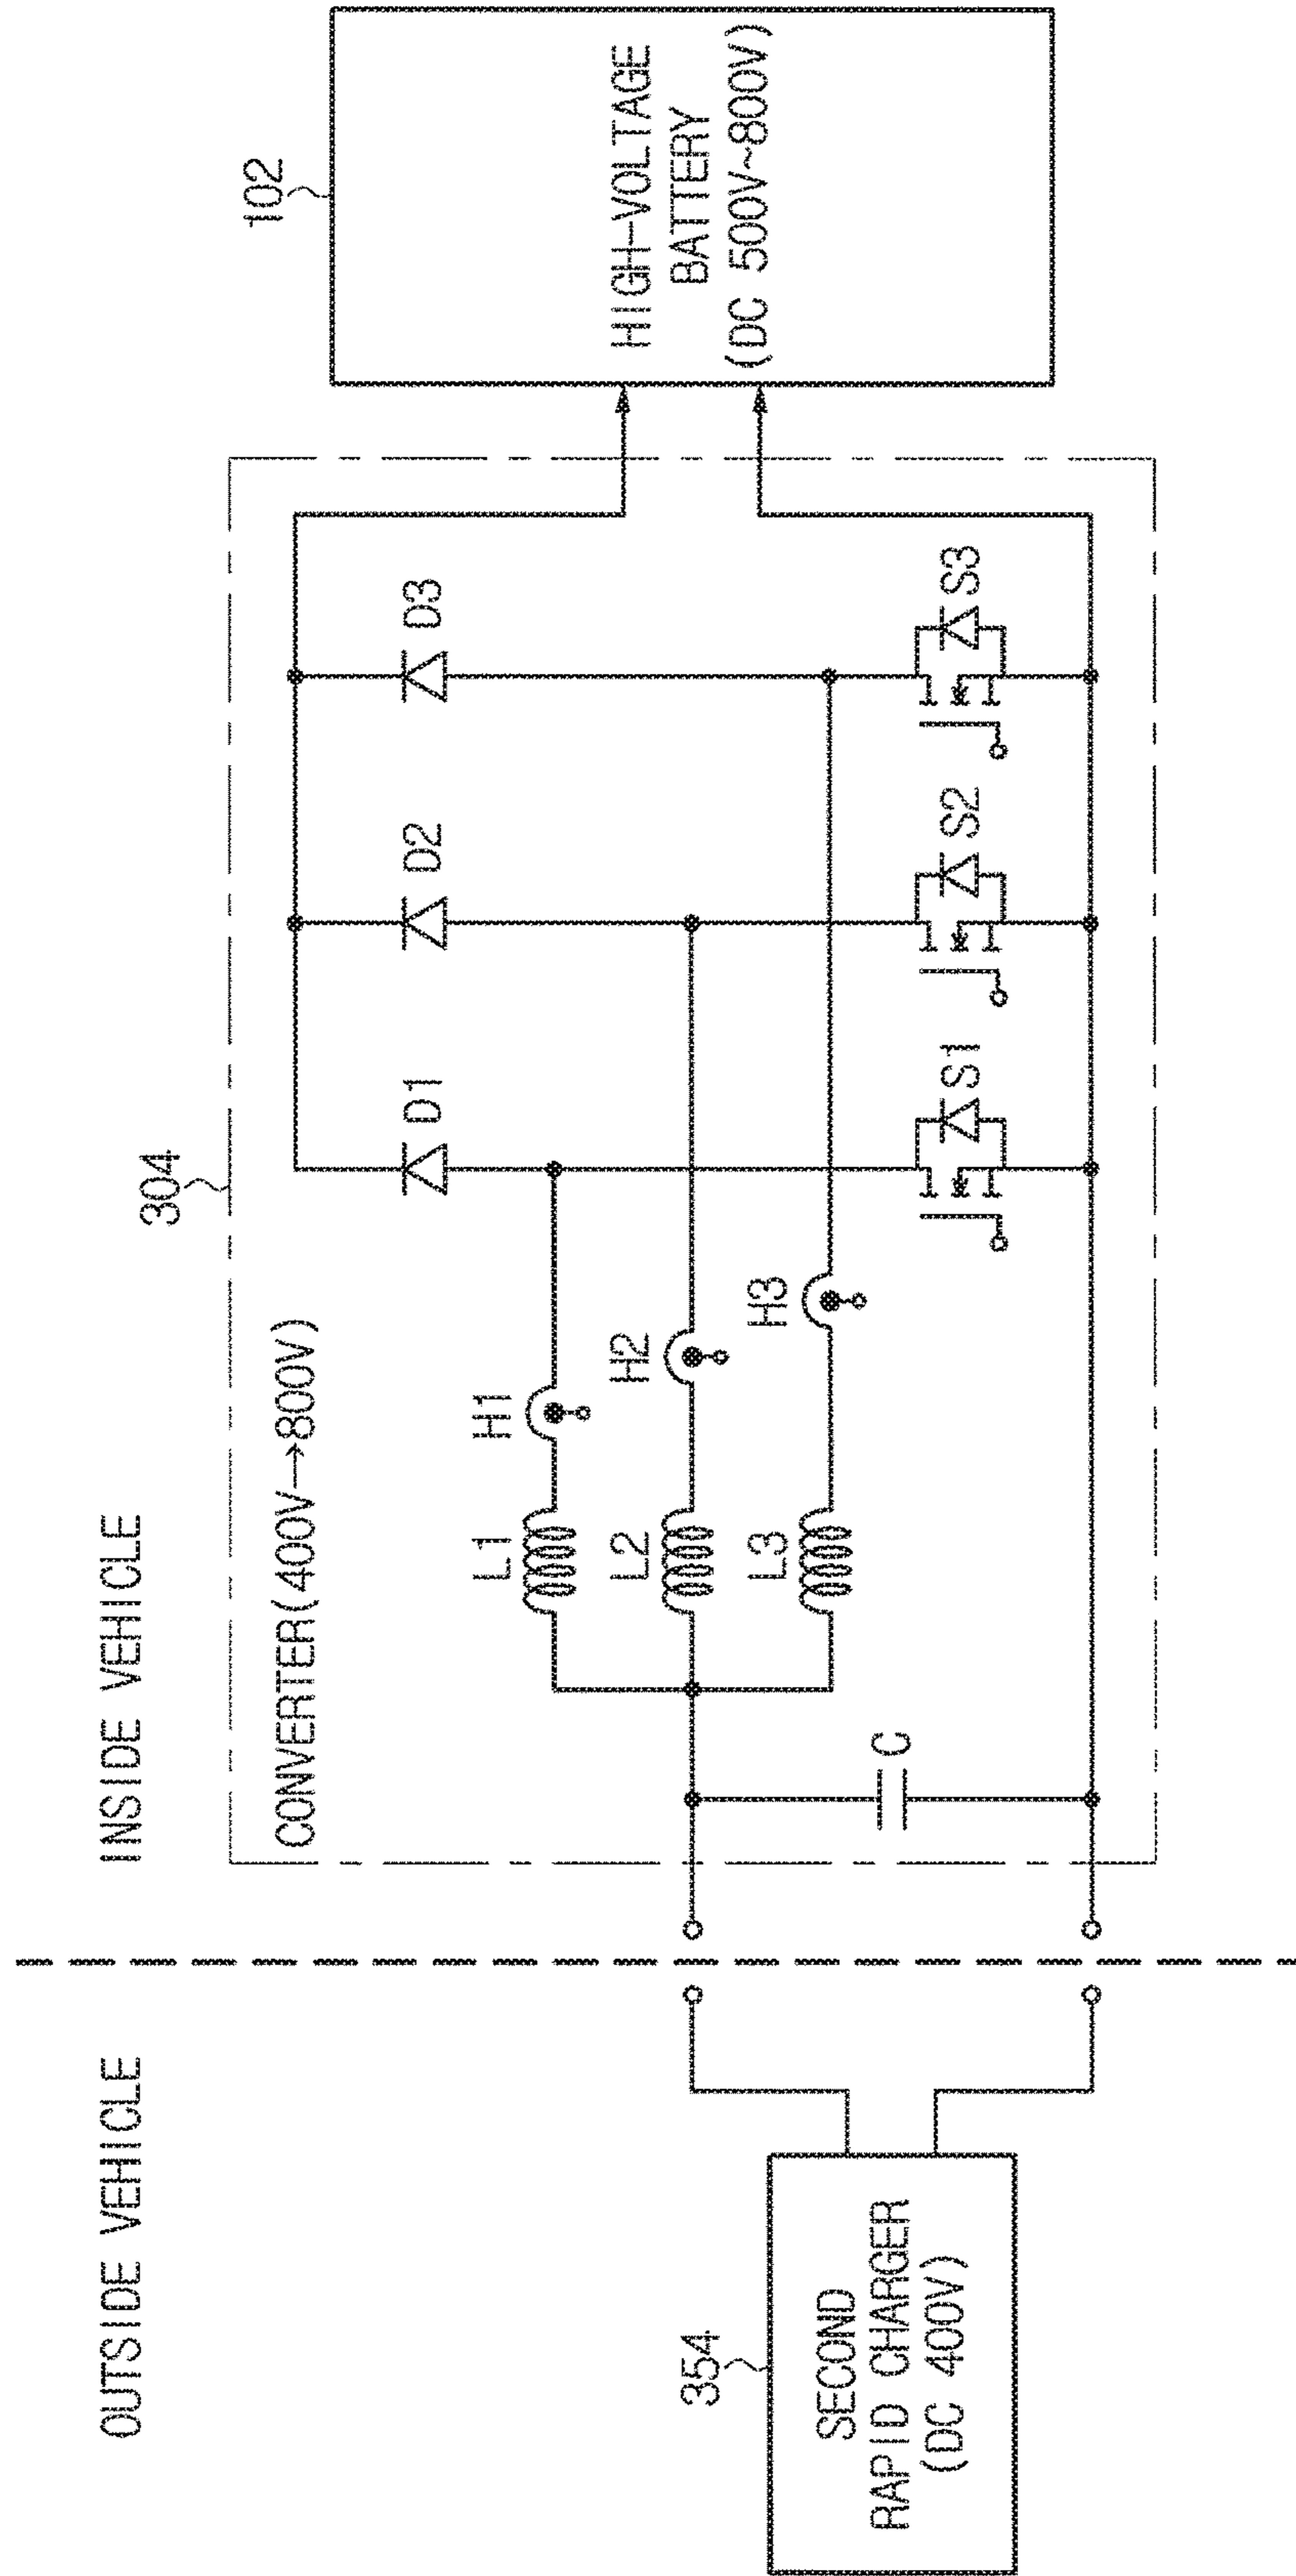 OUTSIDE VEHICLE
INSIDE VEHICLE
304
CONVERTER(400V→800V)
102
HIGH-VOLTAGE
BATTERY
(DC 500V~800V)
354
SECOND
RAPID CHARGER
(DC 400V)
C
L1
L2
L3
H1
H2
H3
D1
D2
D3
S1
S2
S3